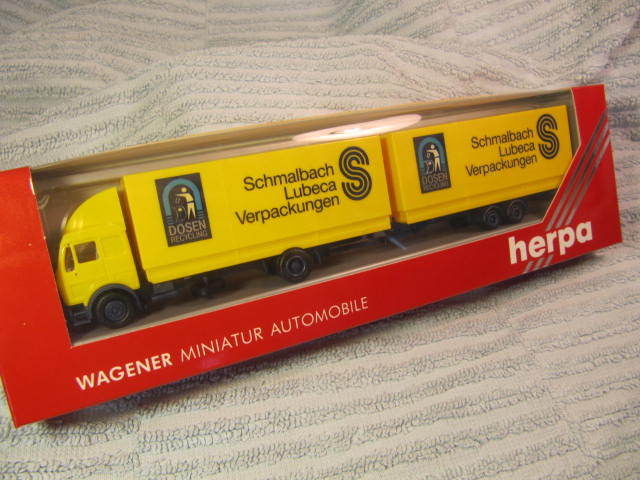 Schmalbach
Lubeca
Verpackungen
S
DOSEN
RECYCLING
DOSEN
RECYCLING
Schmalbach
Lubeca
Verpackungen
S
herpa
WAGENER MINIATUR AUTOMOBILE